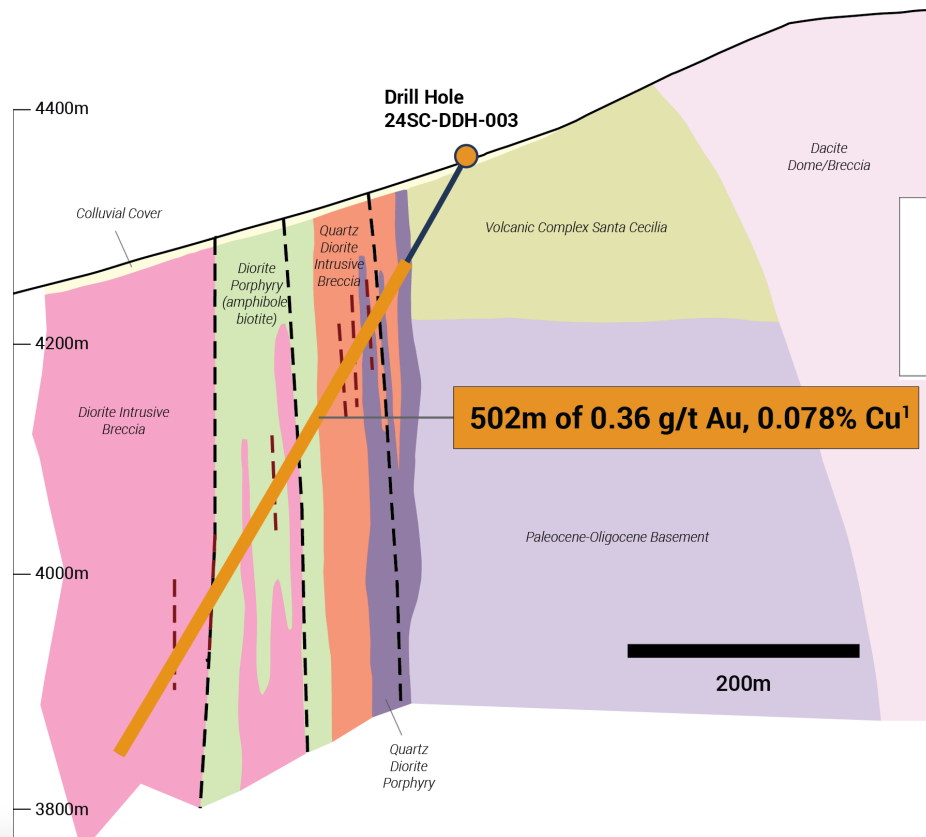 Drill Hole
24SC-DDH-003
4400m
Dacite
Dome/Breccia
Colluvial Cover
Volcanic Complex Santa Cecilia
Quartz
Diorite
Intrusive
Breccia
Diorite
Porphyry
(amphibole
biotite)
4200m
Diorite Intrusive
Breccia
502m of 0.36 g/t Au, 0.078% Cu¹
Paleocene-Oligocene Basement
4000m
200m
Quartz
Diorite
Porphyry
3800m